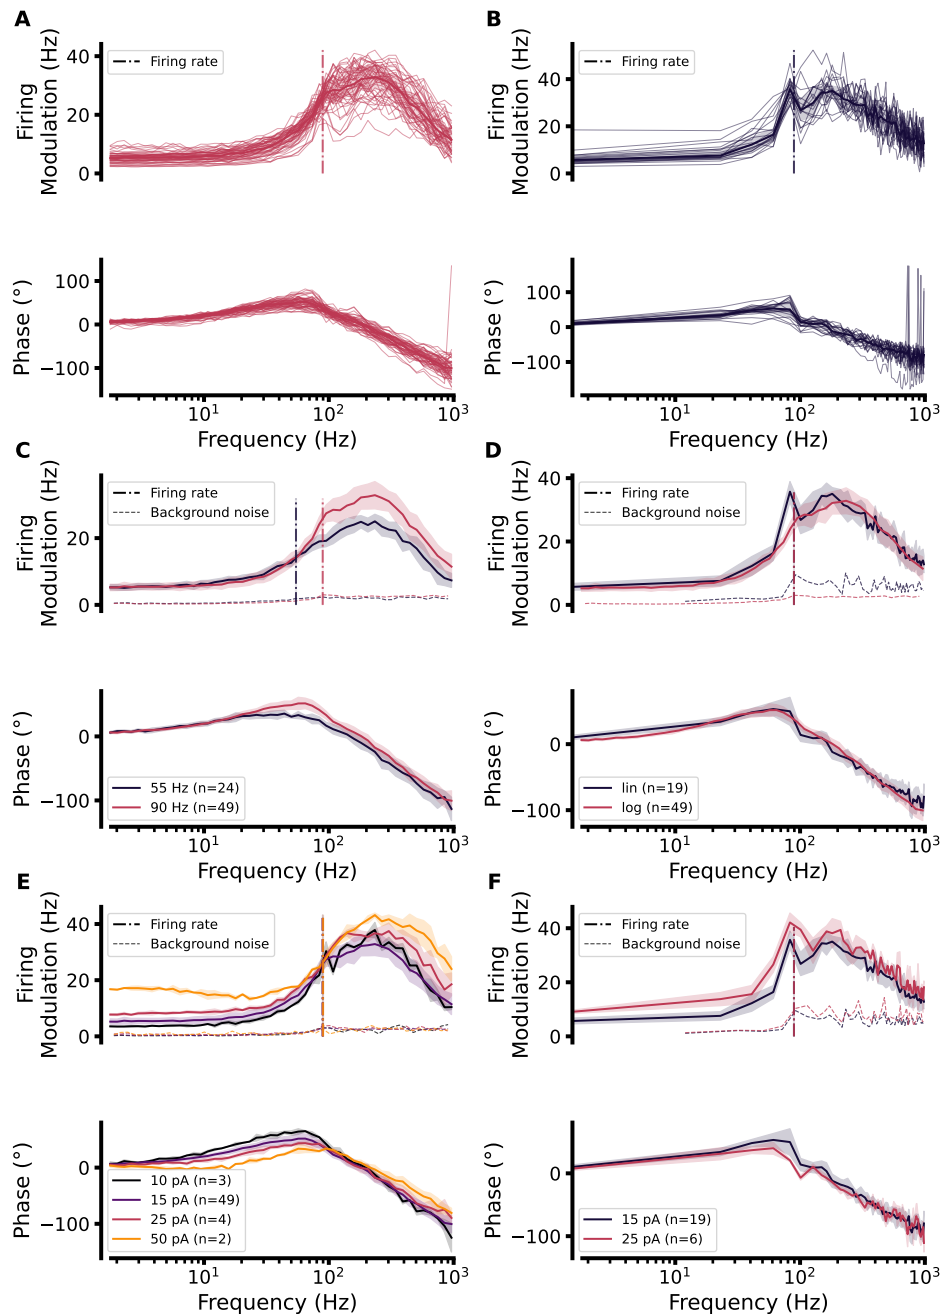 A
Firing
Modulation (Hz)
40
20
0
Firing rate
Phase (°)
100
0
−100
10¹
10²
10³
Frequency (Hz)
B
Firing
Modulation (Hz)
40
20
0
Firing rate
Phase (°)
100
0
−100
10¹
10²
10³
Frequency (Hz)
C
Firing
Modulation (Hz)
20
0
Firing rate
Background noise
Phase (°)
0
−100
55 Hz (n=24)
90 Hz (n=49)
10¹
10²
10³
Frequency (Hz)
D
Firing
Modulation (Hz)
40
20
0
Firing rate
Background noise
Phase (°)
0
−100
lin (n=19)
log (n=49)
10¹
10²
10³
Frequency (Hz)
E
Firing
Modulation (Hz)
40
20
0
Firing rate
Background noise
Phase (°)
0
−100
10 pA (n=3)
15 pA (n=49)
25 pA (n=4)
50 pA (n=2)
10¹
10²
10³
Frequency (Hz)
F
Firing
Modulation (Hz)
40
20
0
Firing rate
Background noise
Phase (°)
0
−100
15 pA (n=19)
25 pA (n=6)
10¹
10²
10³
Frequency (Hz)